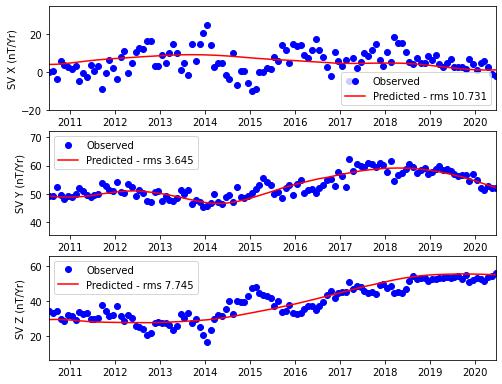 SV X (nT/Yr)
20
0
−20
Observed
Predicted - rms 10.731
2011 2012 2013 2014 2015 2016 2017 2018 2019 2020
SV Y (nT/Yr)
70
60
50
40
Observed
Predicted - rms 3.645
2011 2012 2013 2014 2015 2016 2017 2018 2019 2020
SV Z (nT/Yr)
60
40
20
Observed
Predicted - rms 7.745
2011 2012 2013 2014 2015 2016 2017 2018 2019 2020